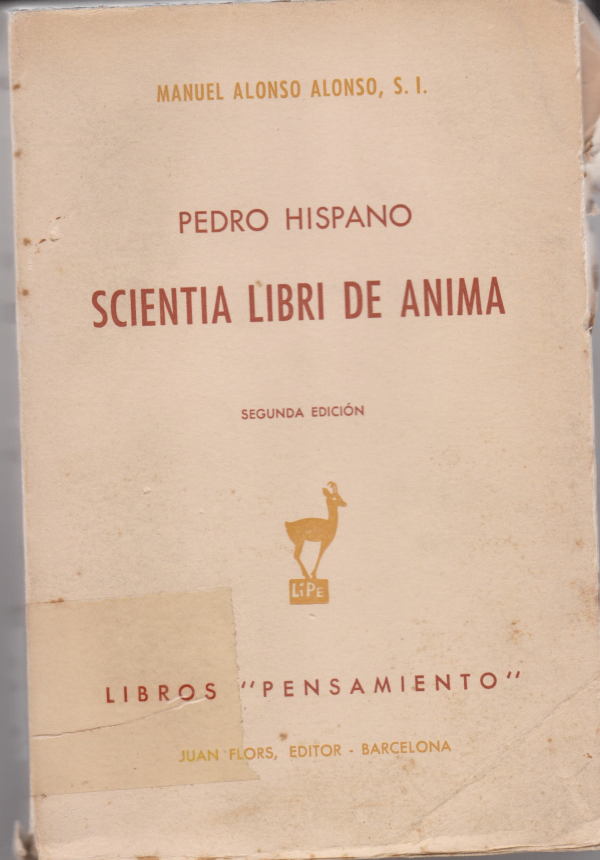 MANUEL ALONSO ALONSO, S. I.
PEDRO HISPANO
SCIENTIA LIBRI DE ANIMA
SEGUNDA EDICIÓN
LiPE
LIBROS "PENSAMIENTO"
JUAN FLORS, EDITOR - BARCELONA